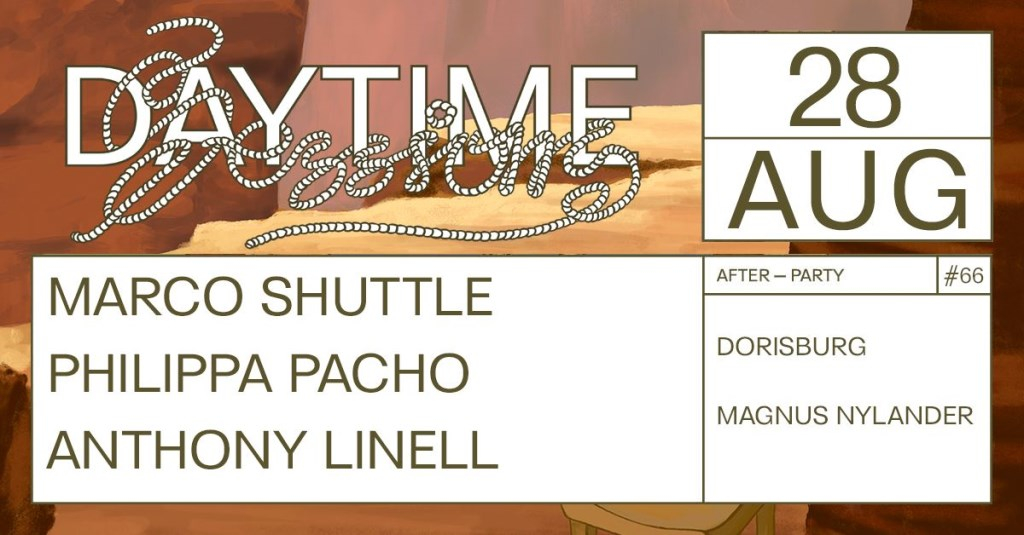 DAYTIME
Sessions
28
AUG
MARCO SHUTTLE
PHILIPPA PACHO
ANTHONY LINELL
AFTER – PARTY
#66
DORISBURG
MAGNUS NYLANDER